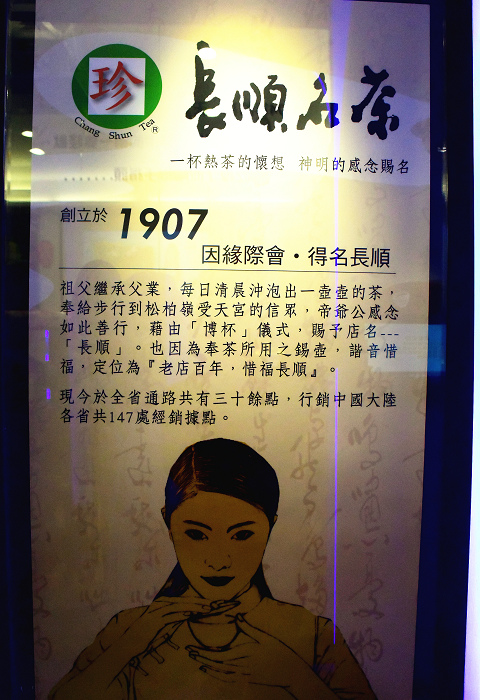 珍
Chang Shun Tea®
長順名茶
一杯熱茶的懷想 神明的感念賜名
創立於 1907
因緣際會·得名長順
祖父繼承父業，每日清晨沖泡出一壺壺的茶，
奉給步行到松柏嶺受天宮的信眾，帝爺公感念
如此善行，藉由「博杯」儀式，賜予店名---
「長順」。也因為奉茶所用之錫壺，諧音惜
福，定位為『老店百年，惜福長順』。
現今於全省通路共有三十餘點，行銷中國大陸
各省共147處經銷據點。